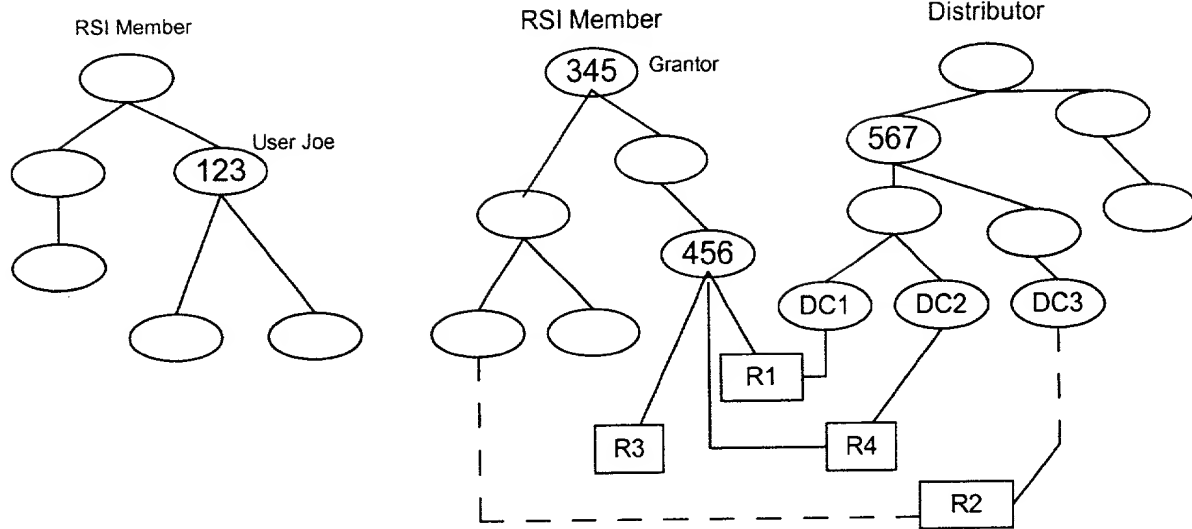 RSI Member
RSI Member
Distributor
345
Grantor
567
User Joe
123
456
DC1
DC2
DC3
R1
R3
R4
R2